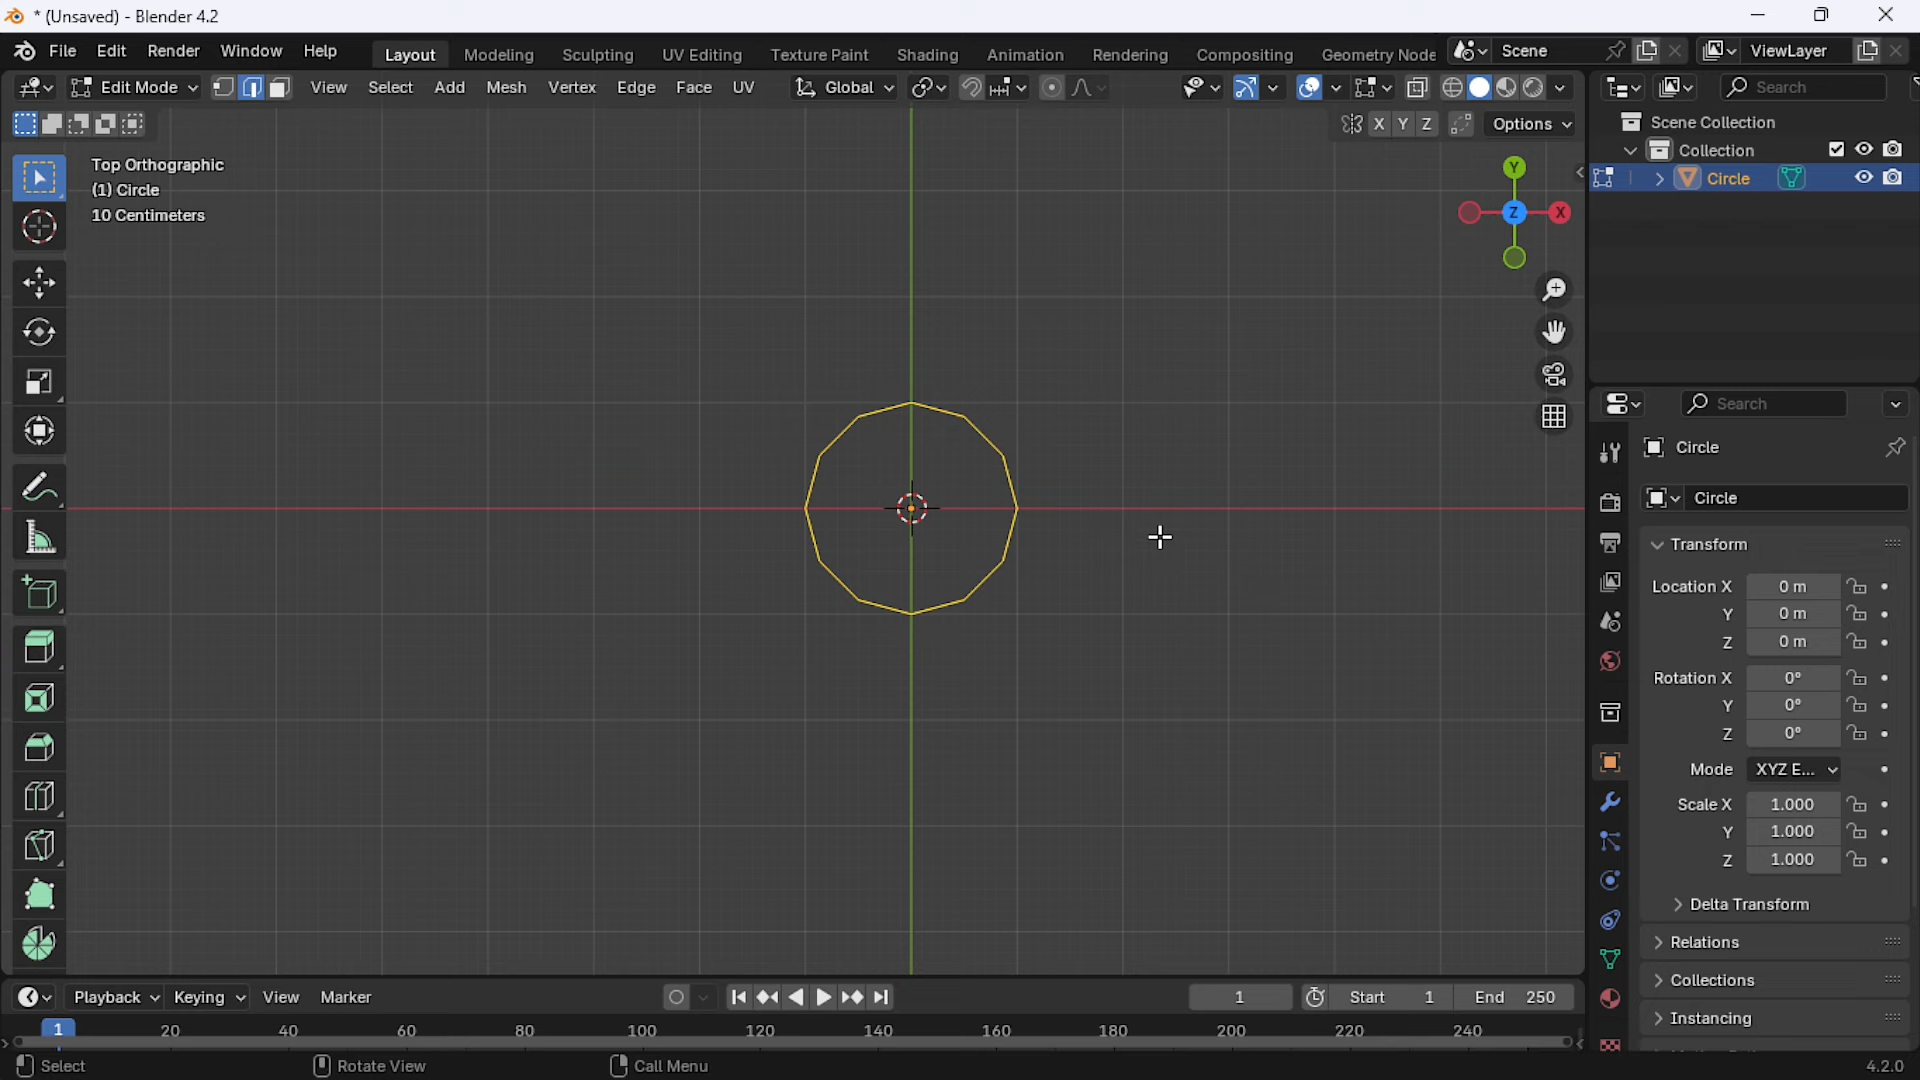 * (Unsaved) - Blender 4.2
File Edit Render Window Help Layout Modeling Sculpting UV Editing Texture Paint Shading Animation Rendering Compositing Geometry Node Scene ViewLayer
Edit Mode View Select Add Mesh Vertex Edge Face UV Global Search
X Y Z Options Scene Collection
Top Orthographic
(1) Circle
10 Centimeters
Collection
Circle
Y
Z X
Search
Circle
Circle
Transform
Location X 0 m
Y 0 m
Z 0 m
Rotation X 0°
Y 0°
Z 0°
Mode XYZ E...
Scale X 1.000
Y 1.000
Z 1.000
Delta Transform
Relations
Collections
Instancing
Playback Keying View Marker 1 Start 1 End 250
1 20 40 60 80 100 120 140 160 180 200 220 240
Select Rotate View Call Menu 4.2.0